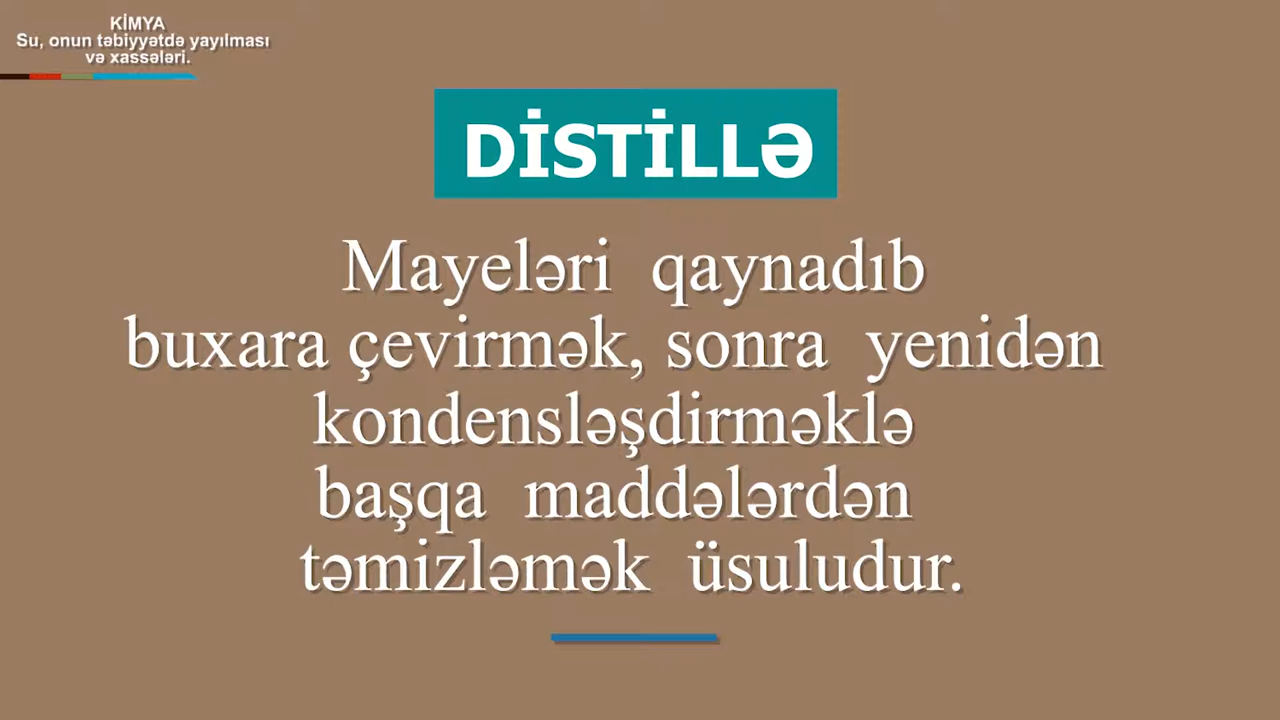 KİMYA
Su, onun təbiyyətdə yayılması
və xassələri.
DİSTİLLƏ
Mayeləri qaynadıb
buxara çevirmək, sonra yenidən
kondensləşdirməklə
başqa maddələrdən
təmizləmək üsuludur.